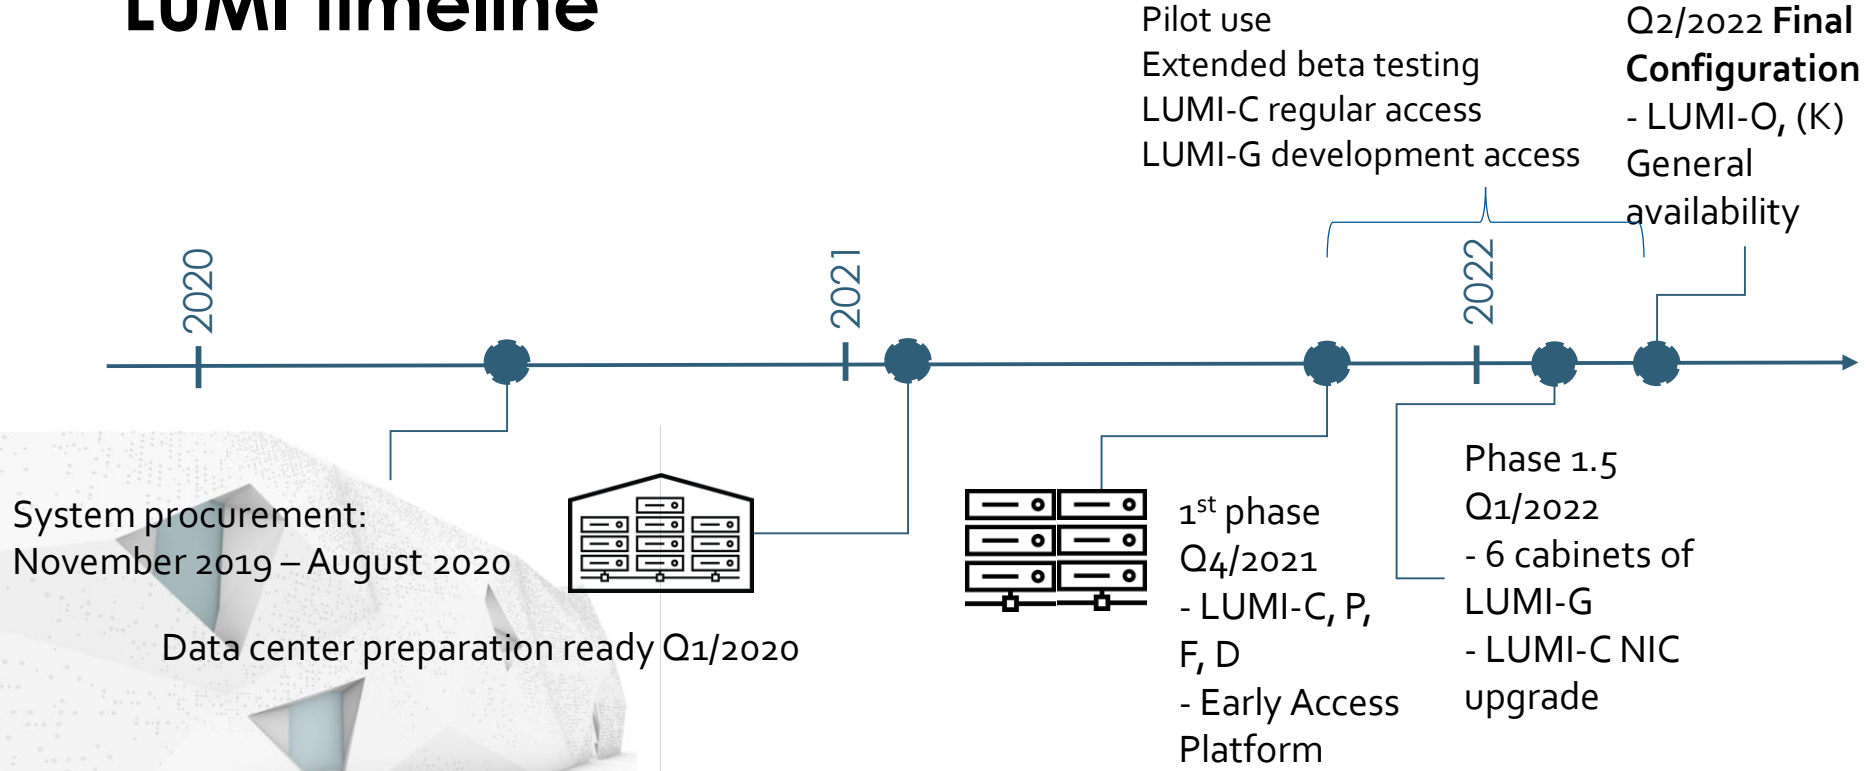 LUMI timeline
Pilot use
Extended beta testing
LUMI-C regular access
LUMI-G development access
Q2/2022 Final
Configuration
- LUMI-O, (K)
General
availability
2020
2021
2022
System procurement:
November 2019 – August 2020
Data center preparation ready Q1/2020
1st phase
Q4/2021
- LUMI-C, P,
F, D
- Early Access
Platform
Phase 1.5
Q1/2022
- 6 cabinets of
LUMI-G
- LUMI-C NIC
upgrade